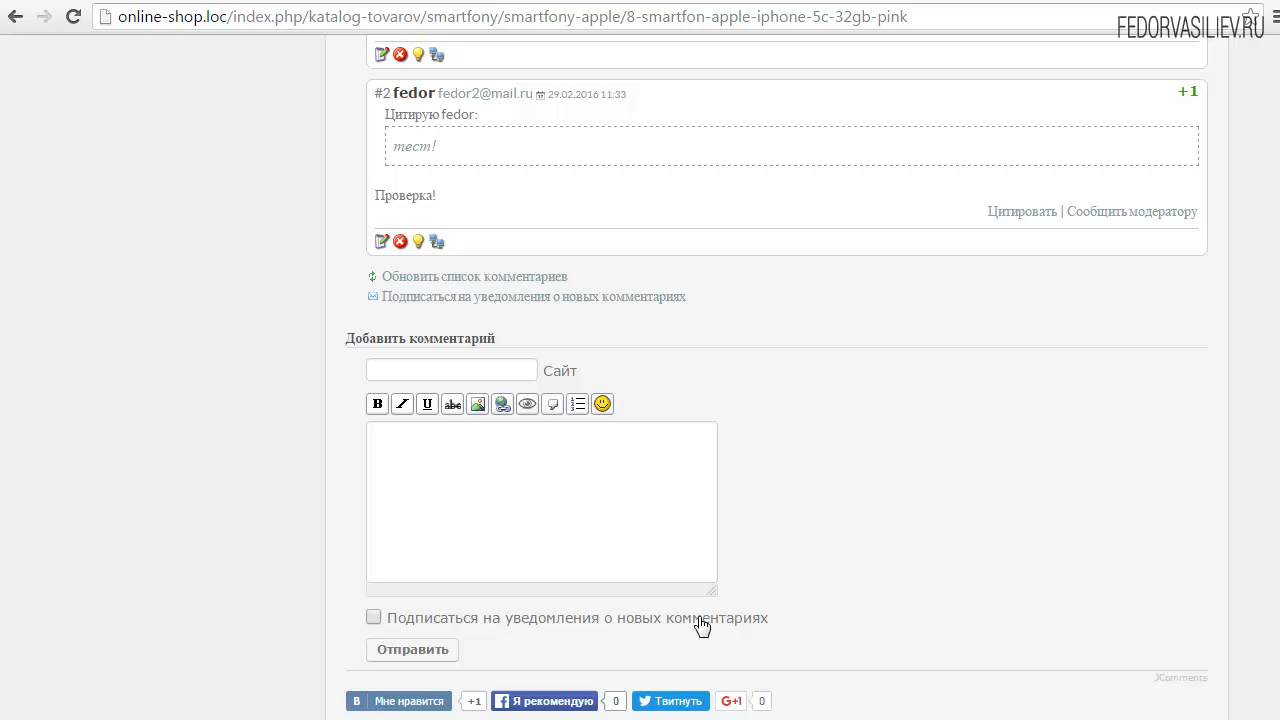 online-shop.loc/index.php/katalog-tovarov/smartfony/smartfony-apple/8-smartfon-apple-iphone-5c-32gb-pink
FEDORVASILIEV.RU
#2 fedor fedor2@mail.ru 29.02.2016 11:33
+1
Цитирую fedor:
тест!
Проверка!
Цитировать | Сообщить модератору
Обновить список комментариев
Подписаться на уведомления о новых комментариях
Добавить комментарий
Сайт
B I U abc
Подписаться на уведомления о новых комментариях
Отправить
JComments
B Мне нравится +1 Я рекомендую 0 Твитнуть G+1 0